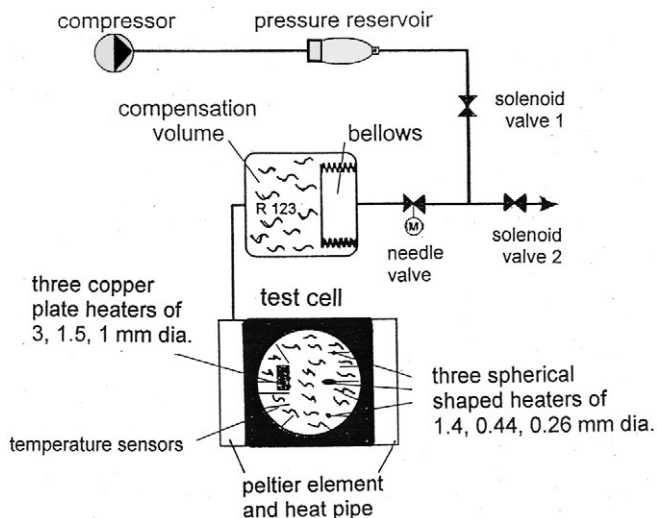 compressor
pressure reservoir
solenoid
valve 1
compensation
volume
bellows
R 123
M
needle
valve
solenoid
valve 2
three copper
plate heaters of
3, 1.5, 1 mm dia.
test cell
three spherical
shaped heaters of
1.4, 0.44, 0.26 mm dia.
temperature sensors
peltier element
and heat pipe